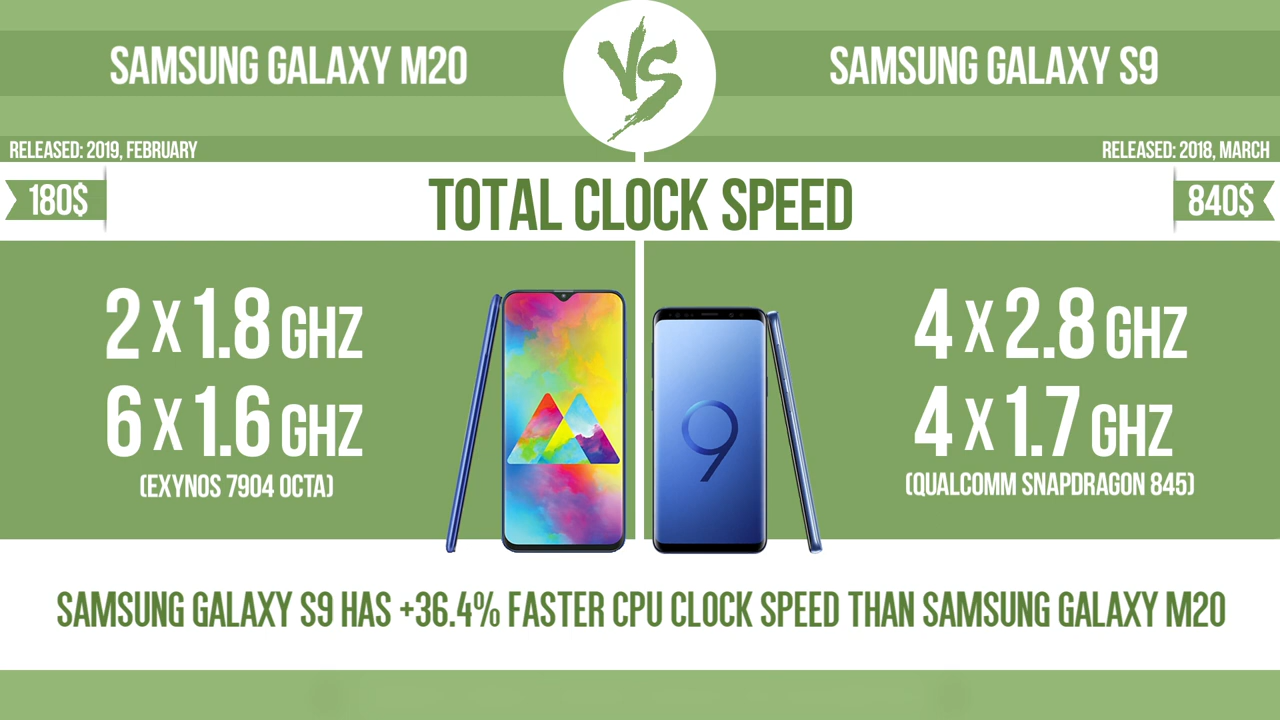 SAMSUNG GALAXY M20
VS
SAMSUNG GALAXY S9
RELEASED: 2019, FEBRUARY
RELEASED: 2018, MARCH
180$
TOTAL CLOCK SPEED
840$
2 X 1.8 GHZ
6 X 1.6 GHZ
(EXYNOS 7904 OCTA)
9
4 X 2.8 GHZ
4 X 1.7 GHZ
(QUALCOMM SNAPDRAGON 845)
SAMSUNG GALAXY S9 HAS +36.4% FASTER CPU CLOCK SPEED THAN SAMSUNG GALAXY M20